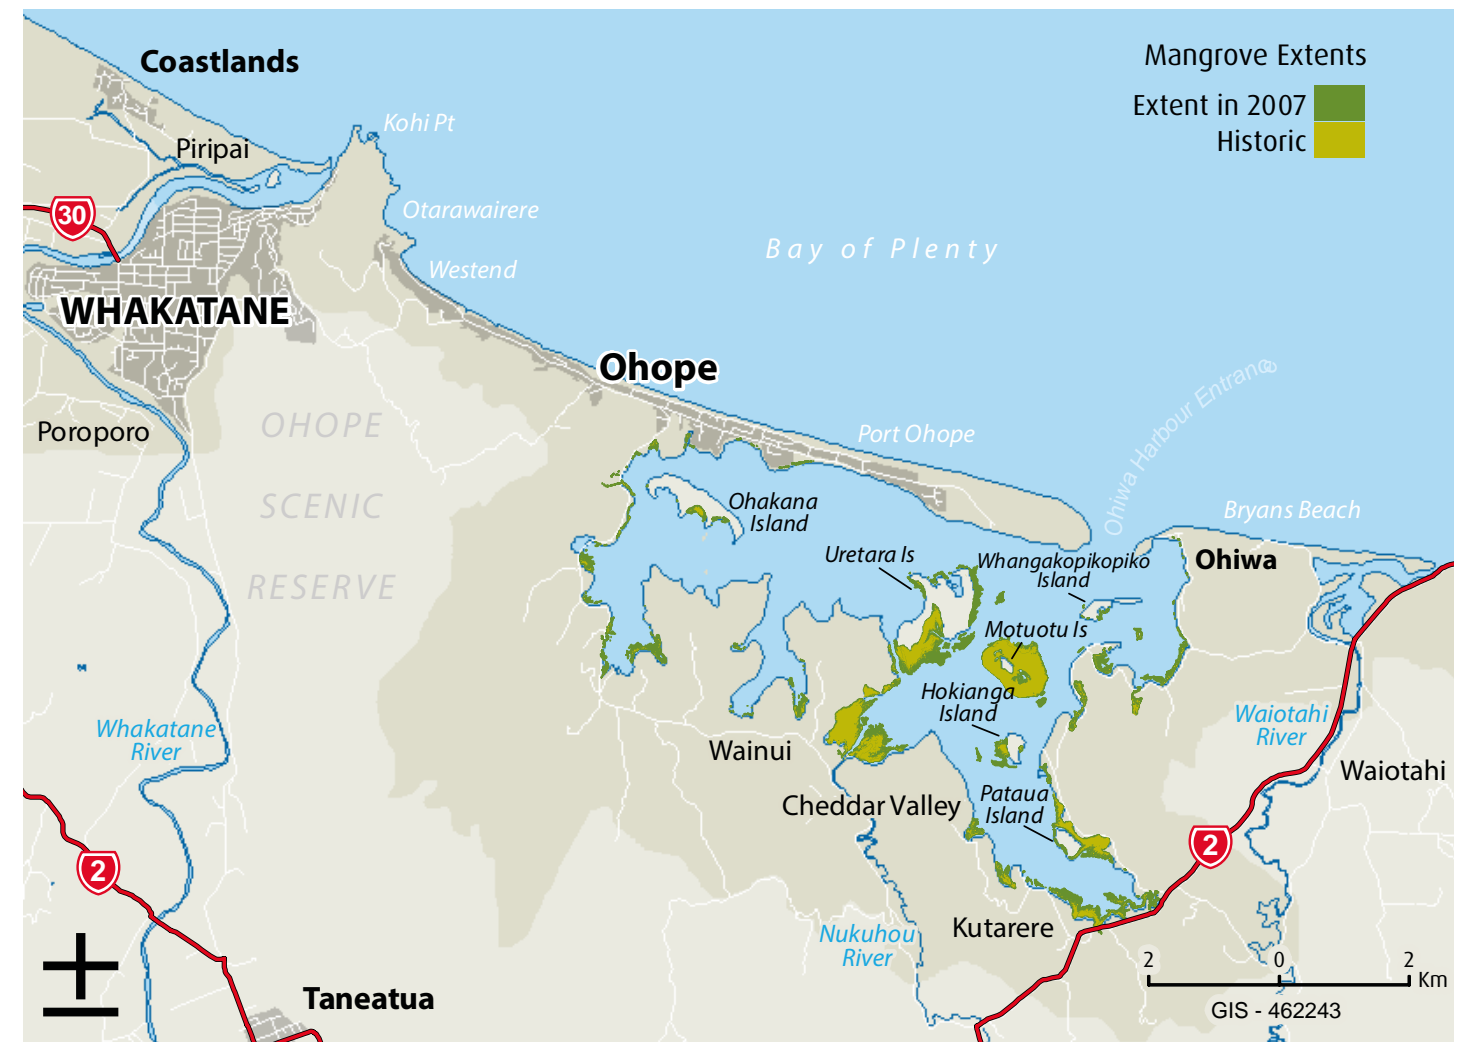 Coastlands
Mangrove Extents
Extent in 2007
Historic
Kohi Pt
Piripai
30
Otarawairere
Bay of Plenty
Westend
WHAKATANE
Ohope
Ohiwa Harbour Entrance
Poroporo
OHOPE
SCENIC
RESERVE
Port Ohope
Ohakana
Island
Bryans Beach
Uretara Is
Whangakopikopiko
Island
Ohiwa
Motuotu Is
Hokianga
Island
Whakatane
River
Waiotahi
River
Wainui
Waiotahi
Cheddar Valley
Pataua
Island
2
2
Kutarere
Nukuhou
River
2 0 2
Km
GIS - 462243
Taneatua